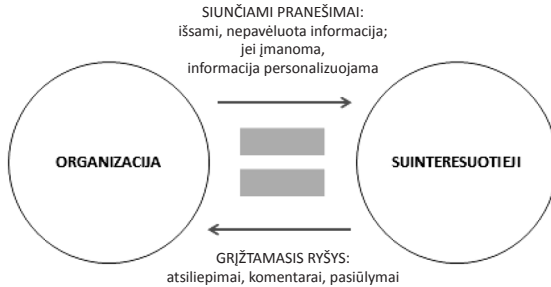 SIUNČIAMI PRANEŠIMAI:
išsami, nepavėluota informacija;
jei įmanoma,
informacija personalizuojama
ORGANIZACIJA
SUINTERESUOTIEJI
GRĮŽTAMASIS RYŠYS:
atsiliepimai, komentarai, pasiūlymai